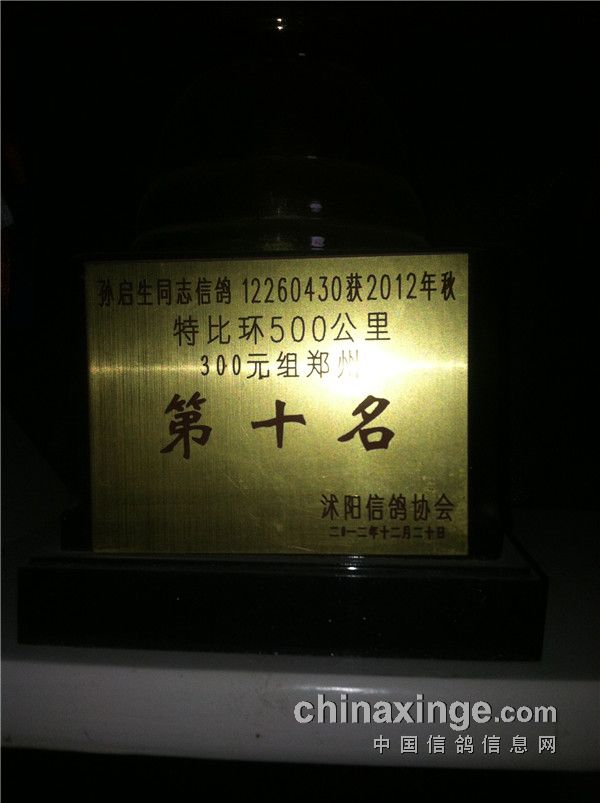 孙启生同志信鸽 12260430获2012年秋
特比环500公里
300元组郑州
第十名
沭阳信鸽协会
二0一二年十二月二十日
chinaxinge.com
中国信鸽信息网